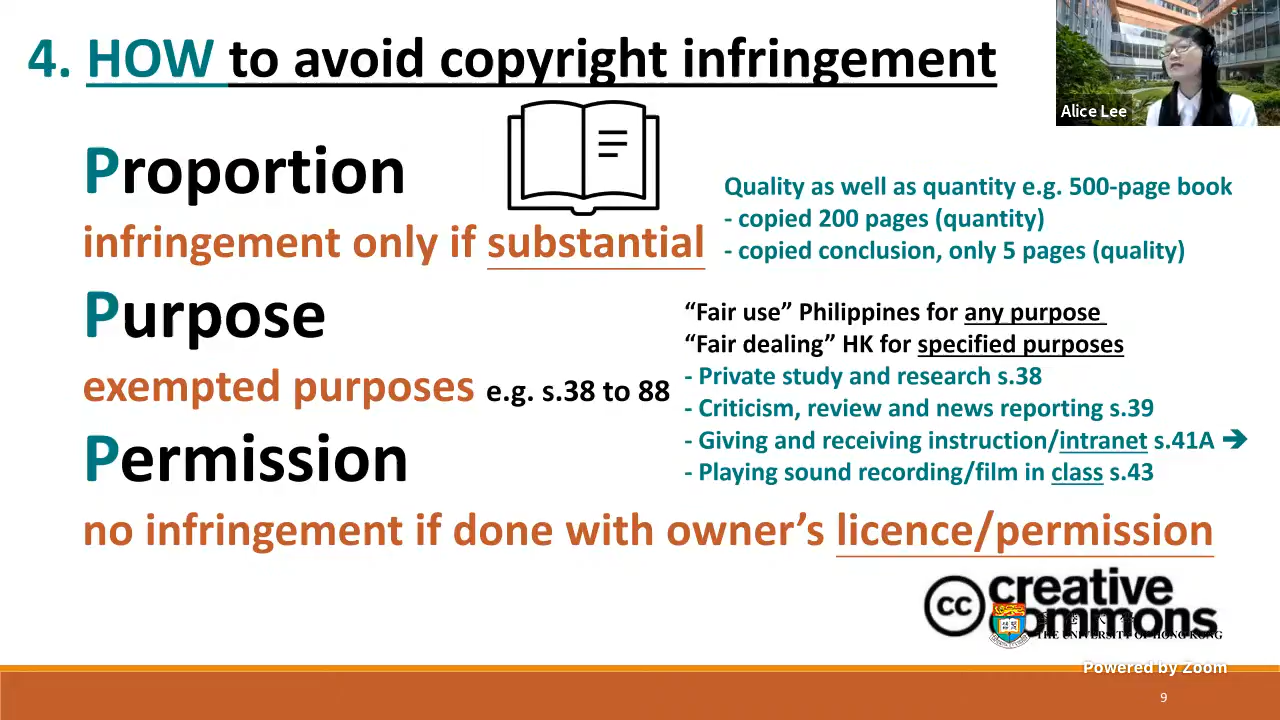 4. HOW to avoid copyright infringement
Alice Lee
Proportion
infringement only if substantial
Quality as well as quantity e.g. 500-page book
- copied 200 pages (quantity)
- copied conclusion, only 5 pages (quality)
Purpose
exempted purposes e.g. s.38 to 88
“Fair use” Philippines for any purpose
“Fair dealing” HK for specified purposes
- Private study and research s.38
- Criticism, review and news reporting s.39
- Giving and receiving instruction/intranet s.41A ➔
- Playing sound recording/film in class s.43
Permission
no infringement if done with owner’s licence/permission
cc creative
commons
THE UNIVERSITY OF HONG KONG
Powered by Zoom
9